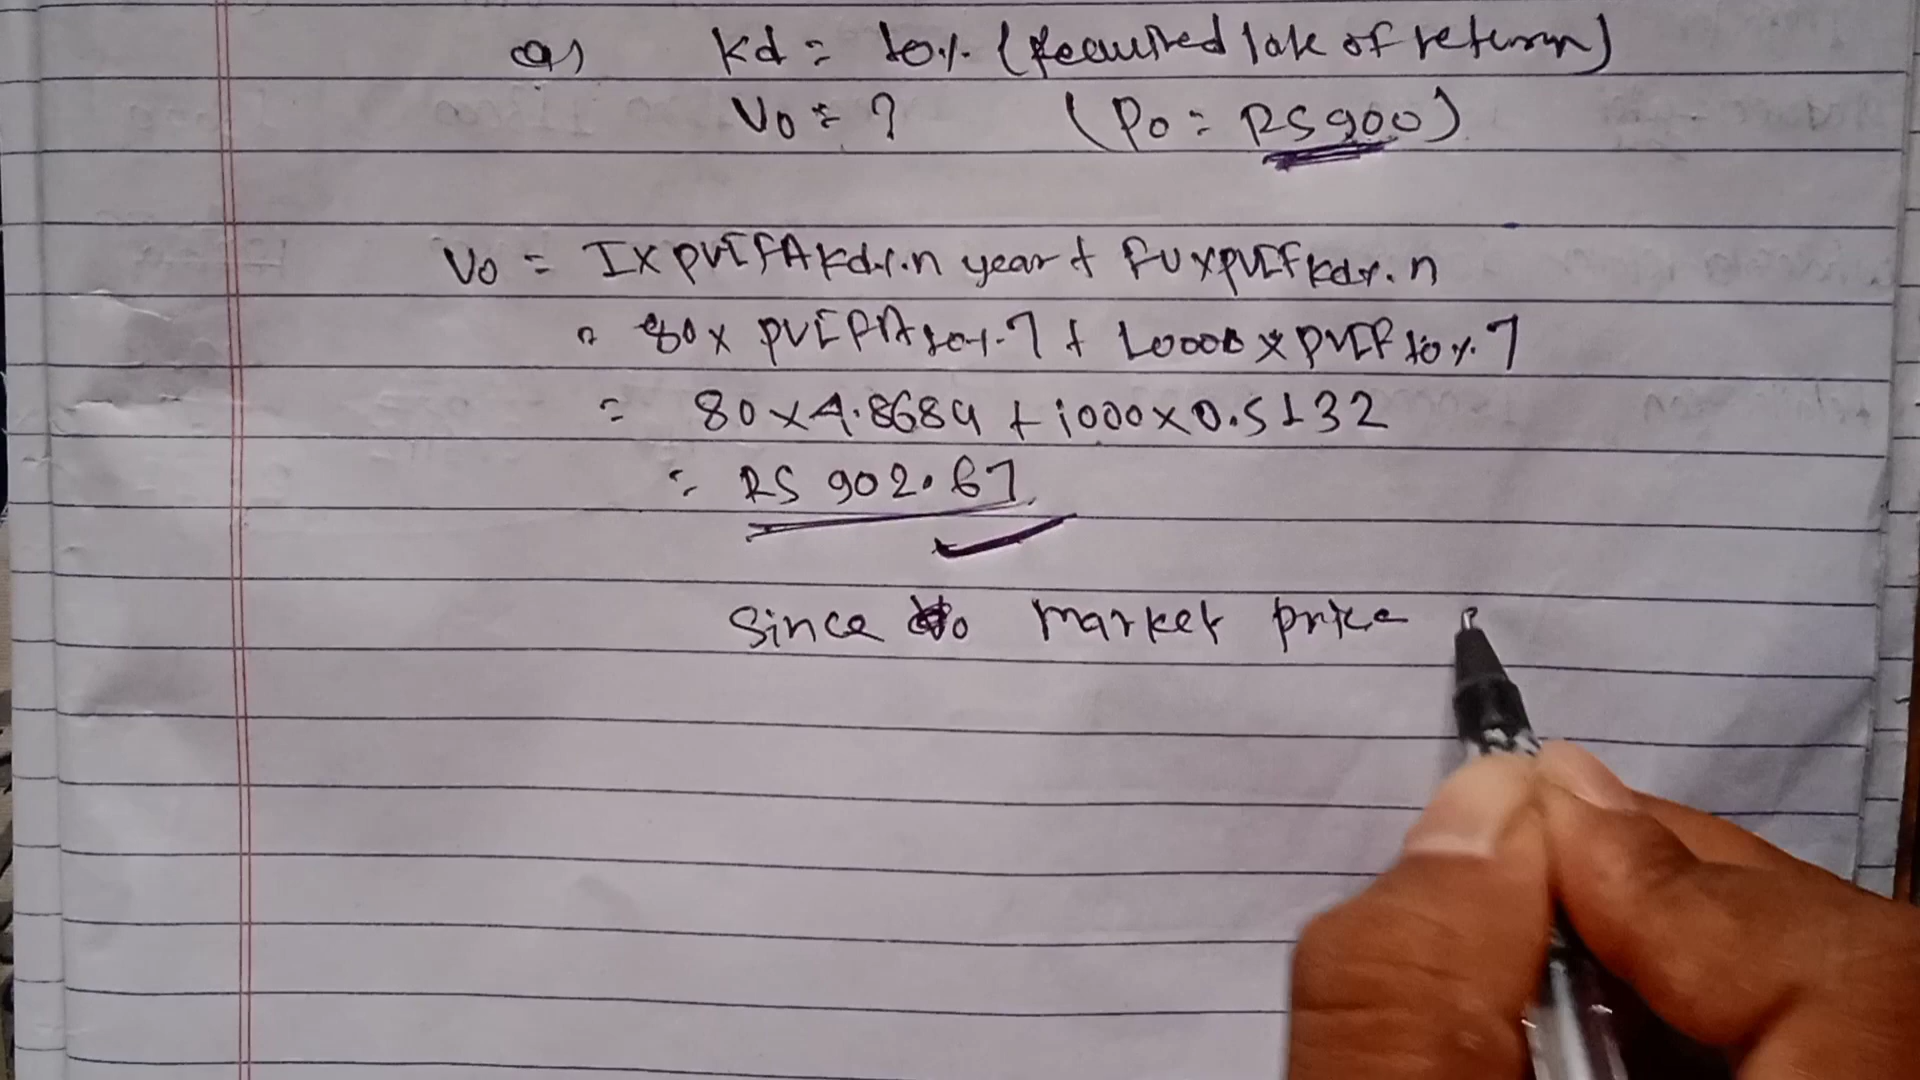 a) Kd = 10% (Required rate of return)
V0 = ? (P0 = RS 900)
V0 = I x PVIFA Kd%.n year + FV x PVIF Kd%.n
= 80 x PVIFA 10%.7 + 1000 x PVIF 10%.7
= 80 x 4.8684 + 1000 x 0.5132
= RS 902.67
Since market price